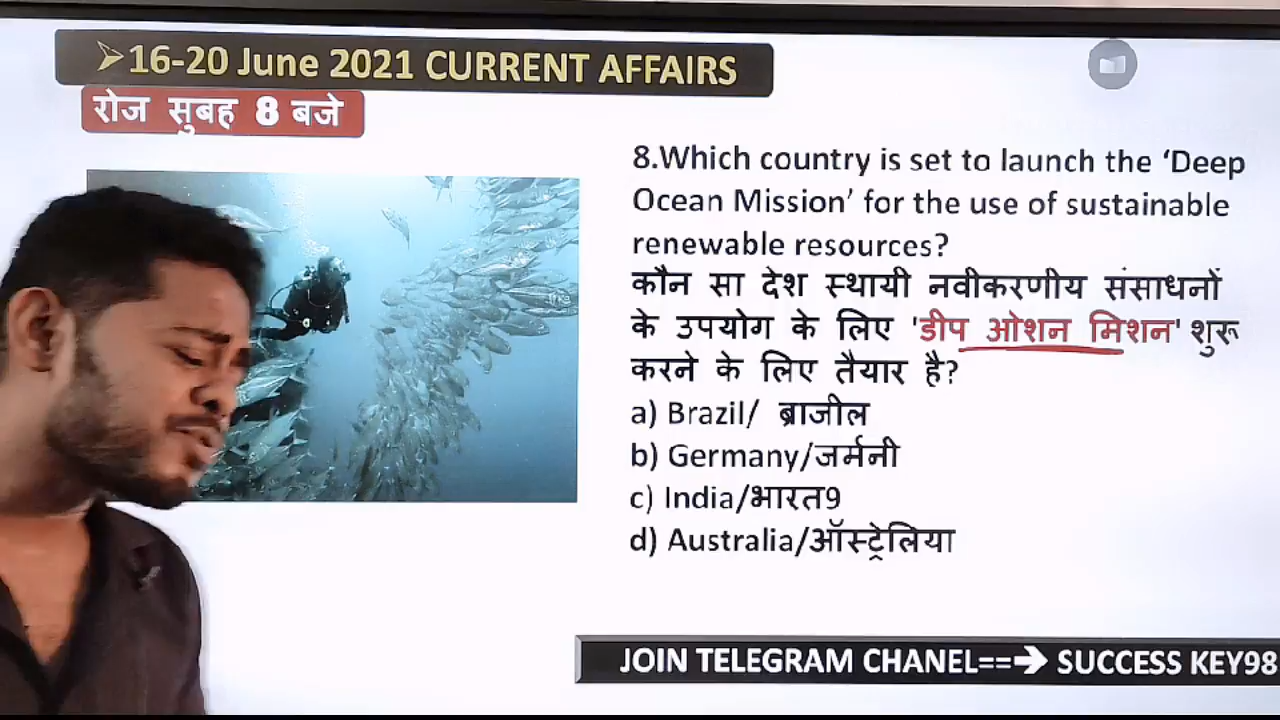 ➢16-20 June 2021 CURRENT AFFAIRS
रोज सुबह 8 बजे
8.Which country is set to launch the ‘Deep
Ocean Mission’ for the use of sustainable
renewable resources?
कौन सा देश स्थायी नवीकरणीय संसाधनों
के उपयोग के लिए 'डीप ओशन मिशन' शुरू
करने के लिए तैयार है?
a) Brazil/ ब्राजील
b) Germany/जर्मनी
c) India/भारत9
d) Australia/ऑस्ट्रेलिया
JOIN TELEGRAM CHANEL==➔ SUCCESS KEY98